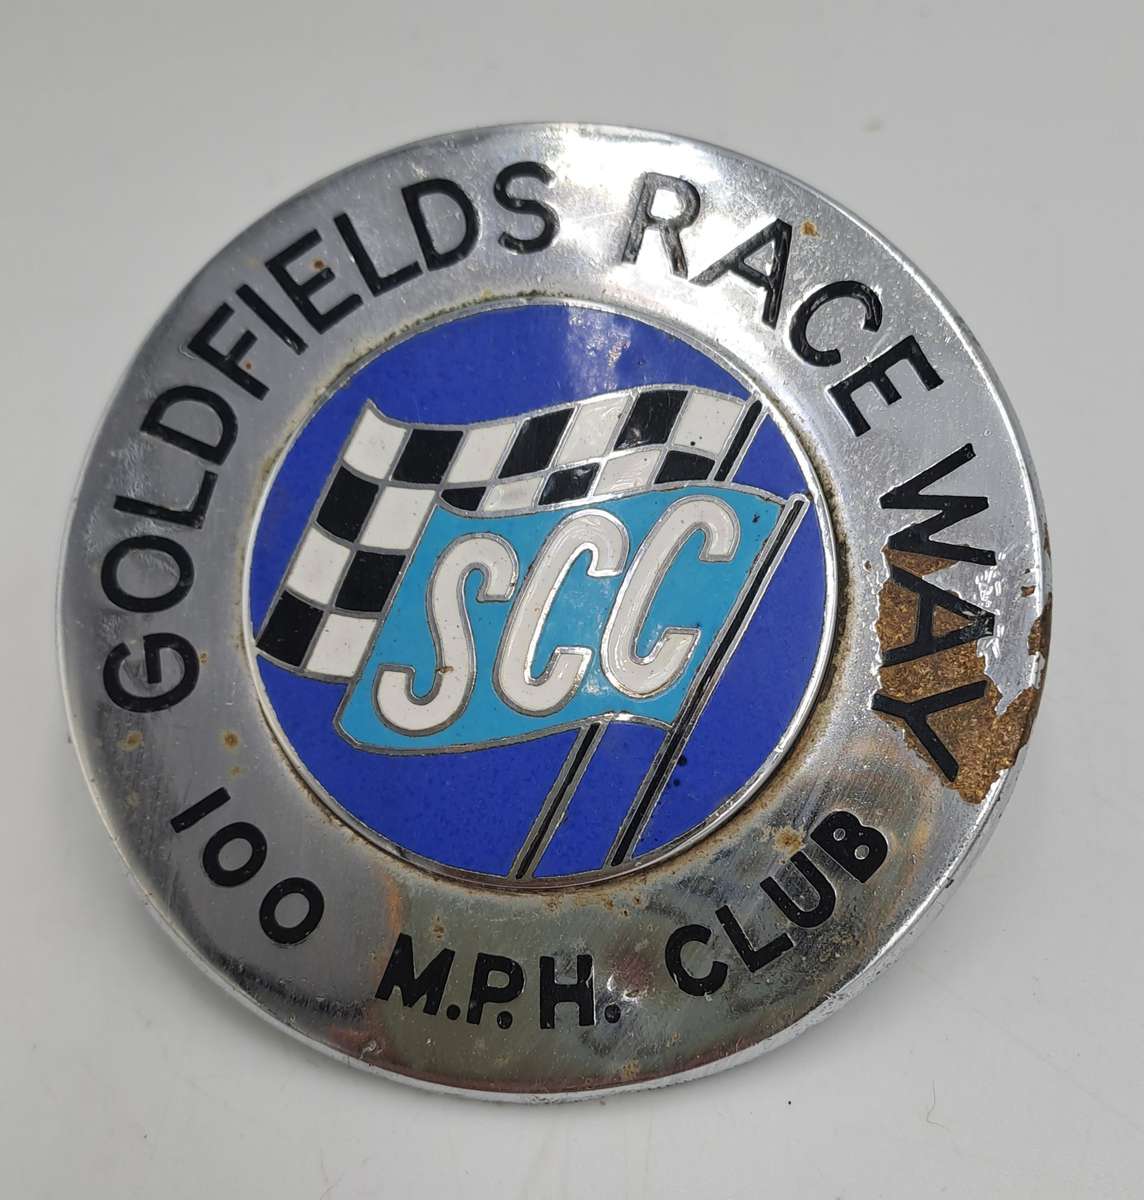 GOLDFIELDS RACE WAY
SCC
100 M.P.H. CLUB